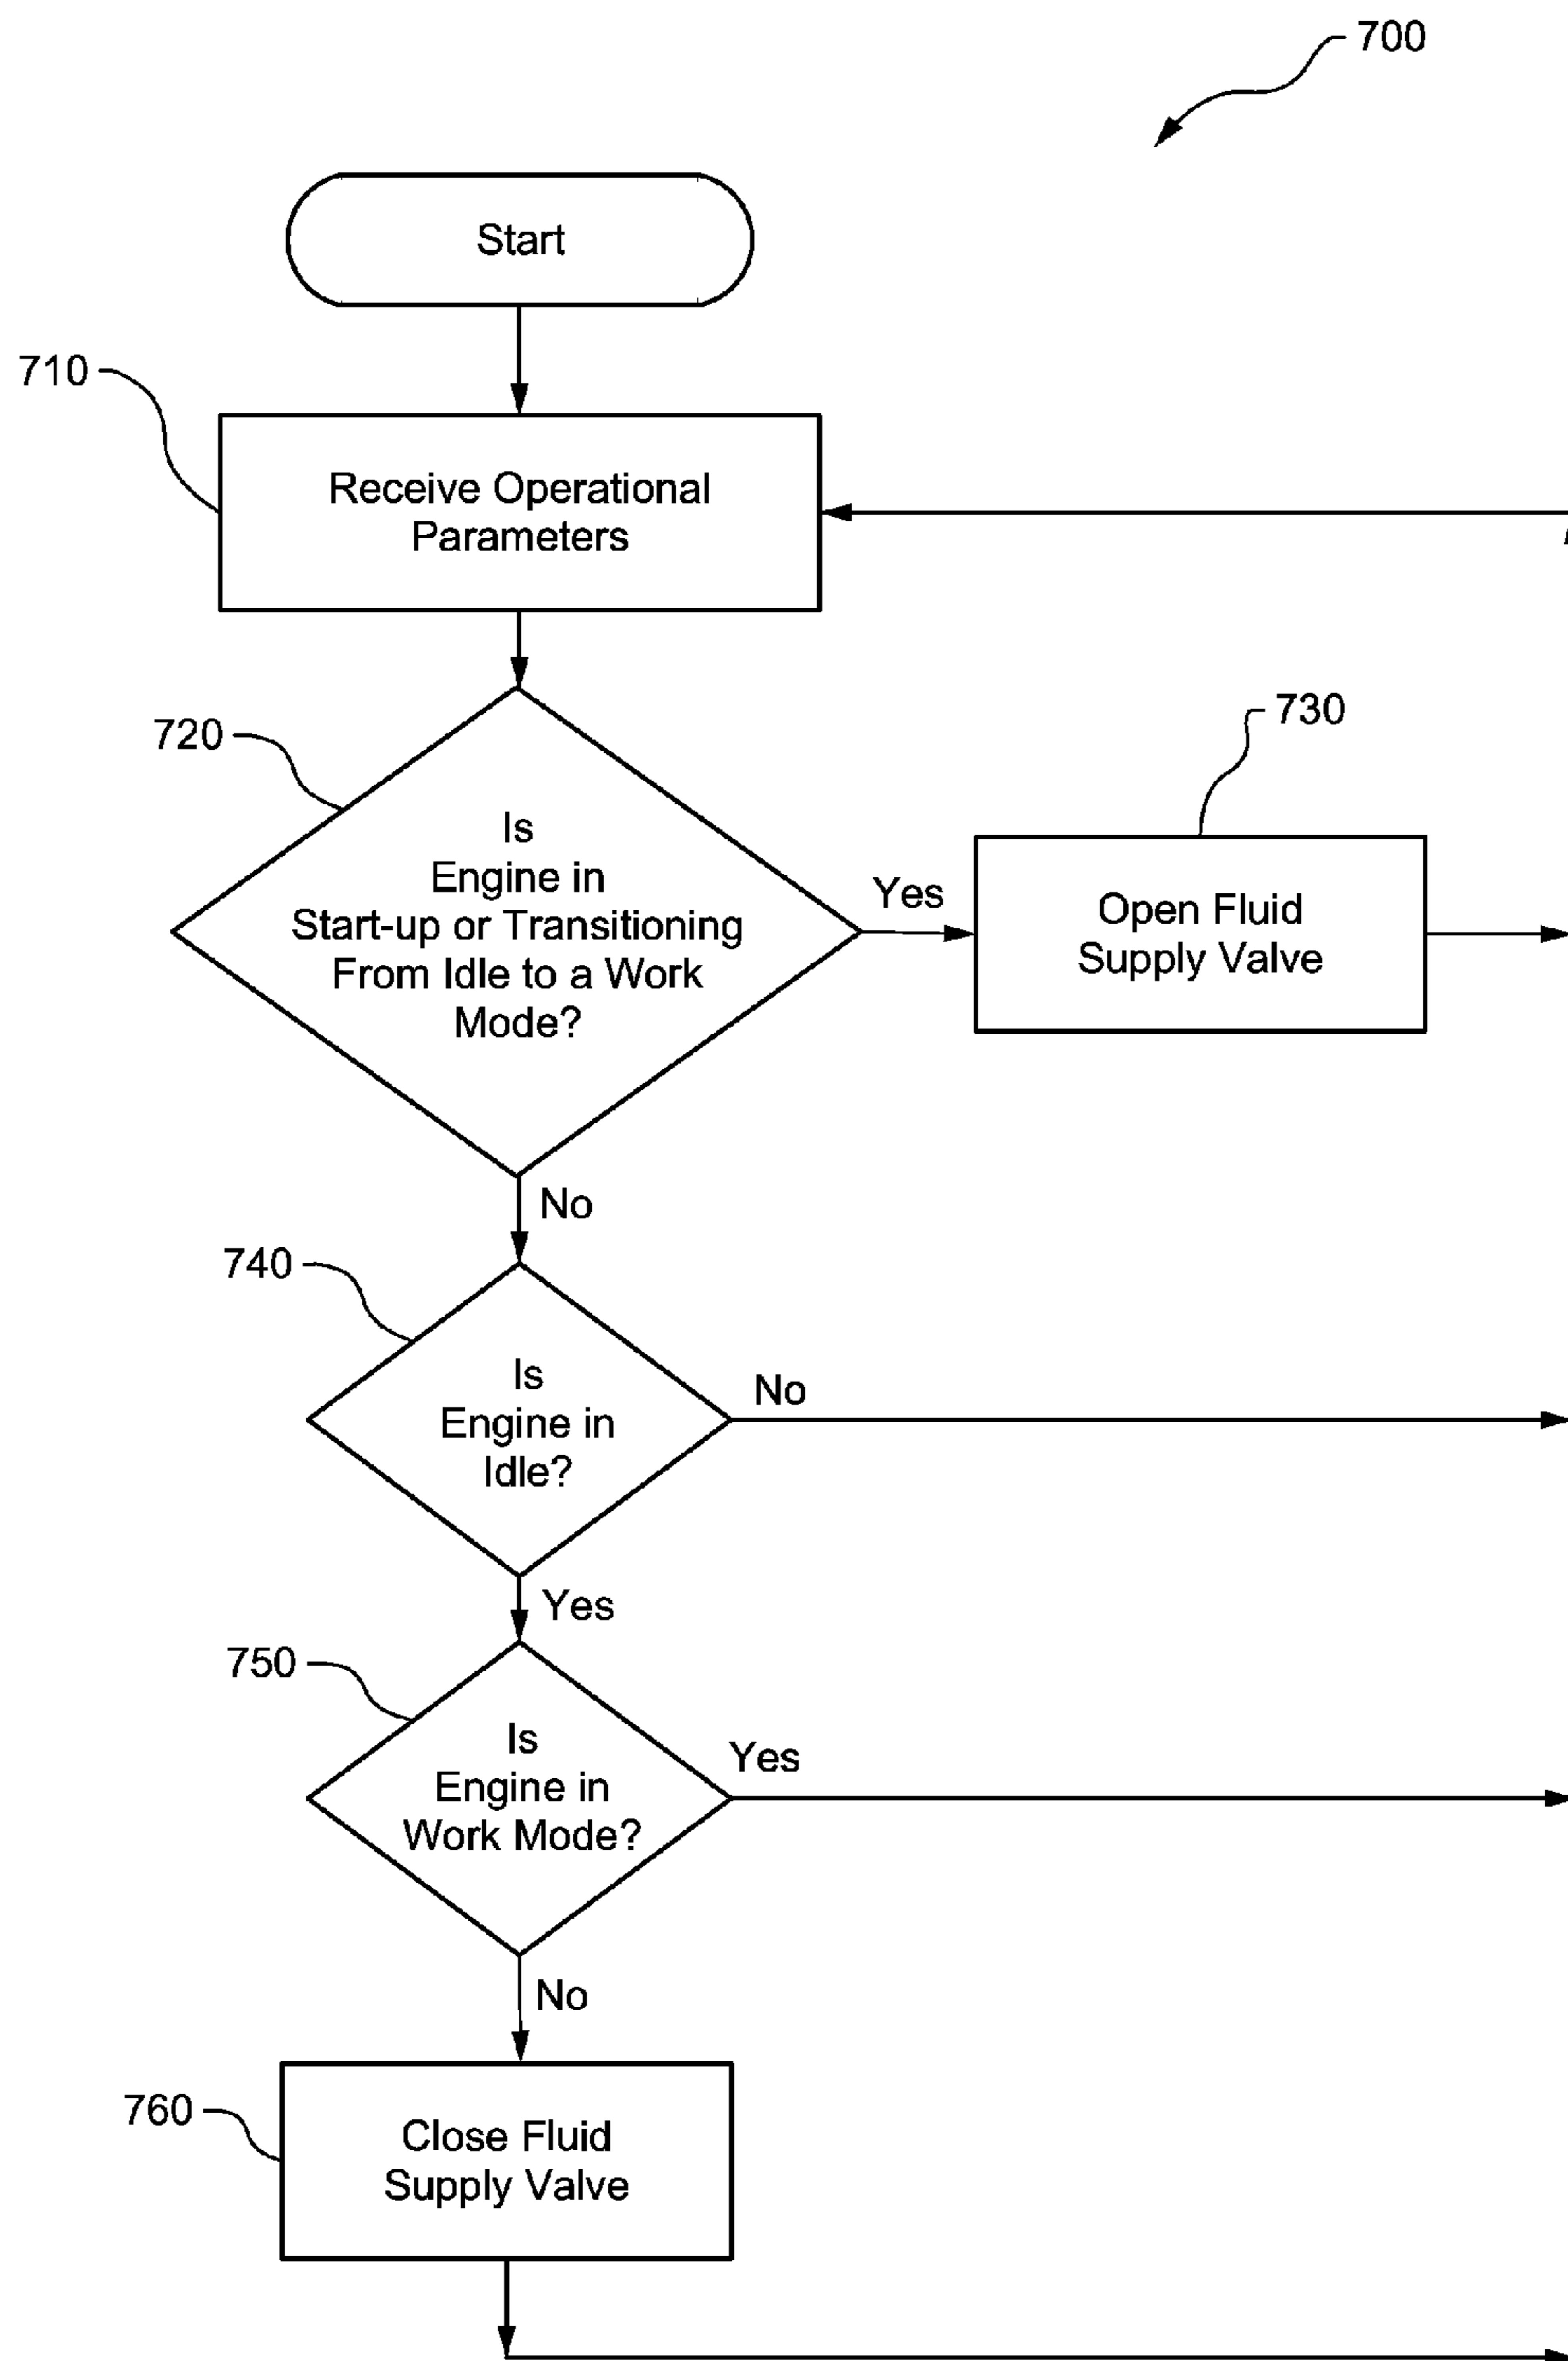 700
Start
710
Receive Operational
Parameters
720
Is
Engine in
Start-up or Transitioning
From Idle to a Work
Mode?
Yes
730
Open Fluid
Supply Valve
No
740
Is
Engine in
Idle?
No
Yes
750
Is
Engine in
Work Mode?
Yes
No
760
Close Fluid
Supply Valve